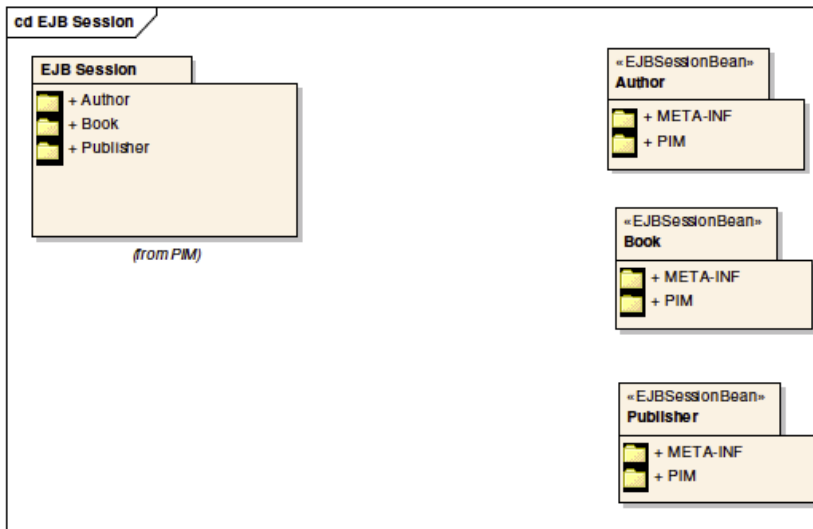 cd EJB Session
EJB Session
+ Author
+ Book
+ Publisher
(from PIM)
«EJBSessionBean»
Author
+ META-INF
+ PIM
«EJBSessionBean»
Book
+ META-INF
+ PIM
«EJBSessionBean»
Publisher
+ META-INF
+ PIM